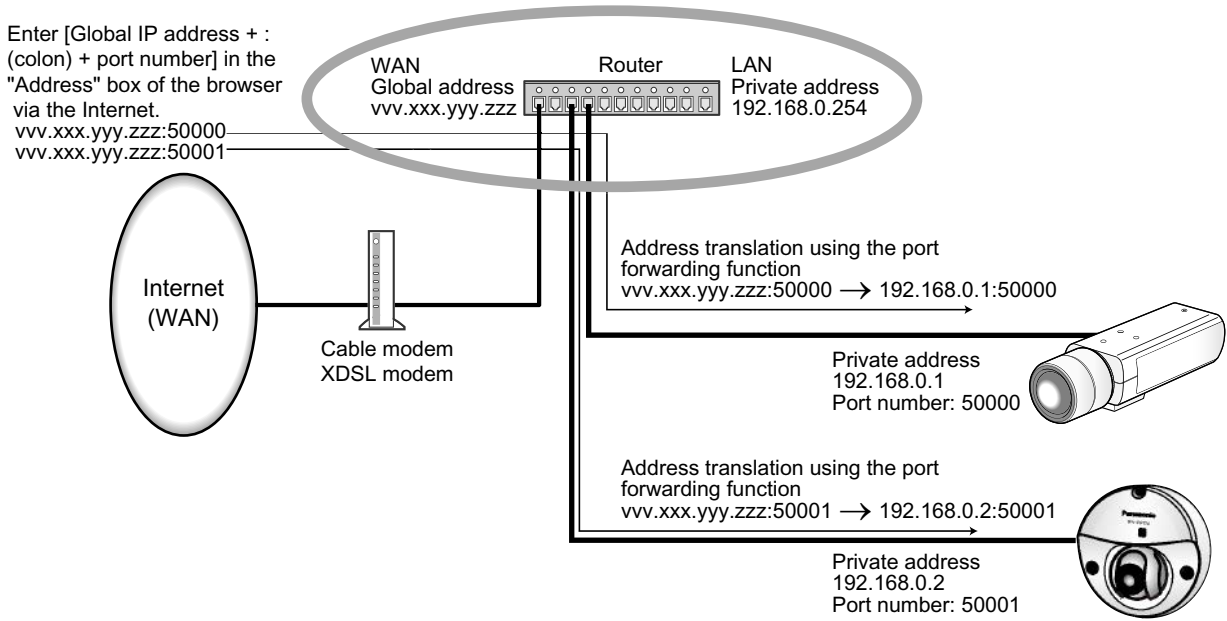 Enter [Global IP address + :
(colon) + port number] in the
"Address" box of the browser
via the Internet.
vvv.xxx.yyy.zzz:50000
vvv.xxx.yyy.zzz:50001
WAN
Global address
vvv.xxx.yyy.zzz
Router
LAN
Private address
192.168.0.254
Internet
(WAN)
Cable modem
XDSL modem
Address translation using the port
forwarding function
vvv.xxx.yyy.zzz:50000 → 192.168.0.1:50000
Private address
192.168.0.1
Port number: 50000
Address translation using the port
forwarding function
vvv.xxx.yyy.zzz:50001 → 192.168.0.2:50001
Panasonic
Private address
192.168.0.2
Port number: 50001